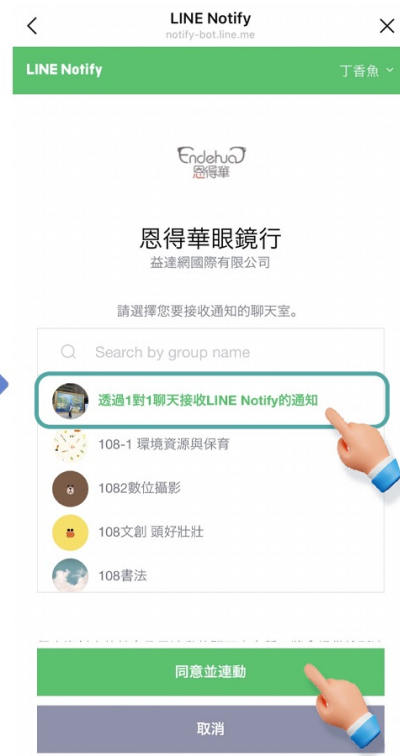 LINE Notify
notify-bot.line.me
LINE Notify
丁香魚
Endehua
恩得華
恩得華眼鏡行
益達網國際有限公司
請選擇您要接收通知的聊天室。
Search by group name
透過1對1聊天接收LINE Notify的通知
108-1 環境資源與保育
1082數位攝影
108文創 頭好壯壯
108書法
同意並連動
取消